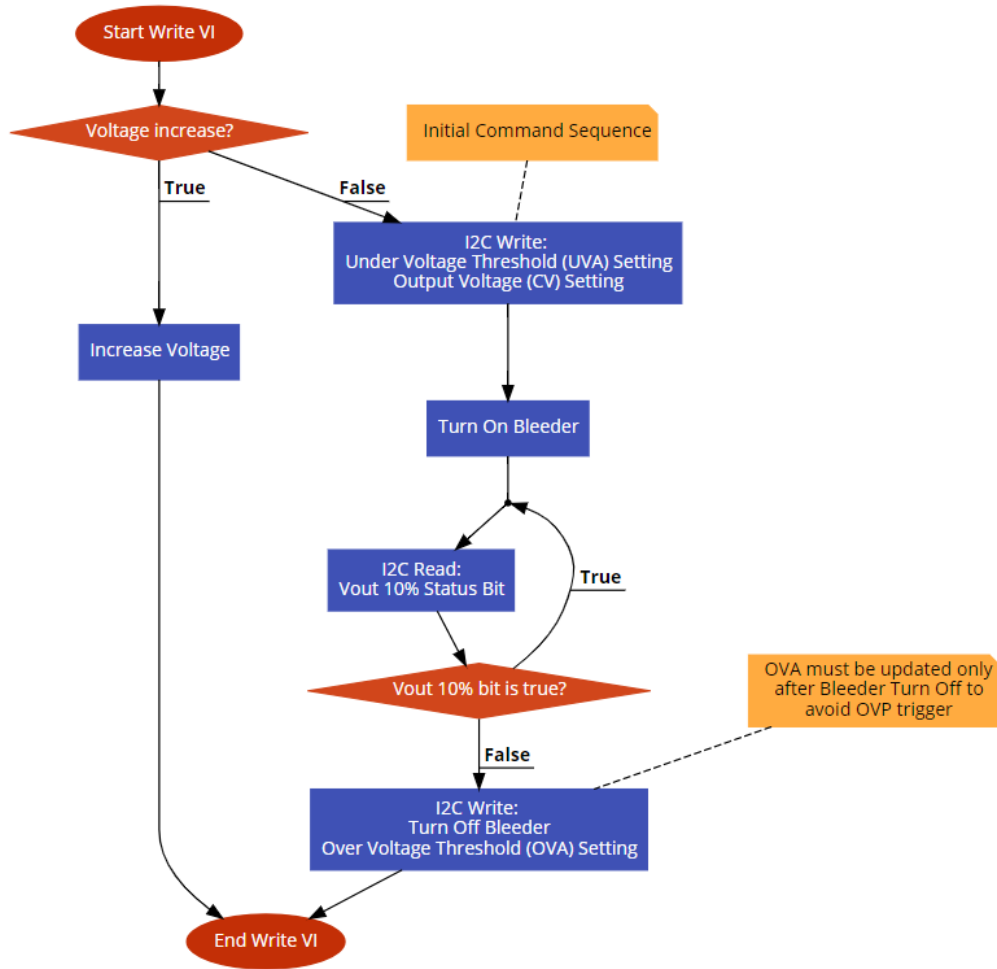 Start Write VI
Voltage increase?
Initial Command Sequence
True
False
I2C Write:
Under Voltage Threshold (UVA) Setting
Output Voltage (CV) Setting
Increase Voltage
Turn On Bleeder
I2C Read:
Vout 10% Status Bit
True
Vout 10% bit is true?
OVA must be updated only
after Bleeder Turn Off to
avoid OVP trigger
False
I2C Write:
Turn Off Bleeder
Over Voltage Threshold (OVA) Setting
End Write VI